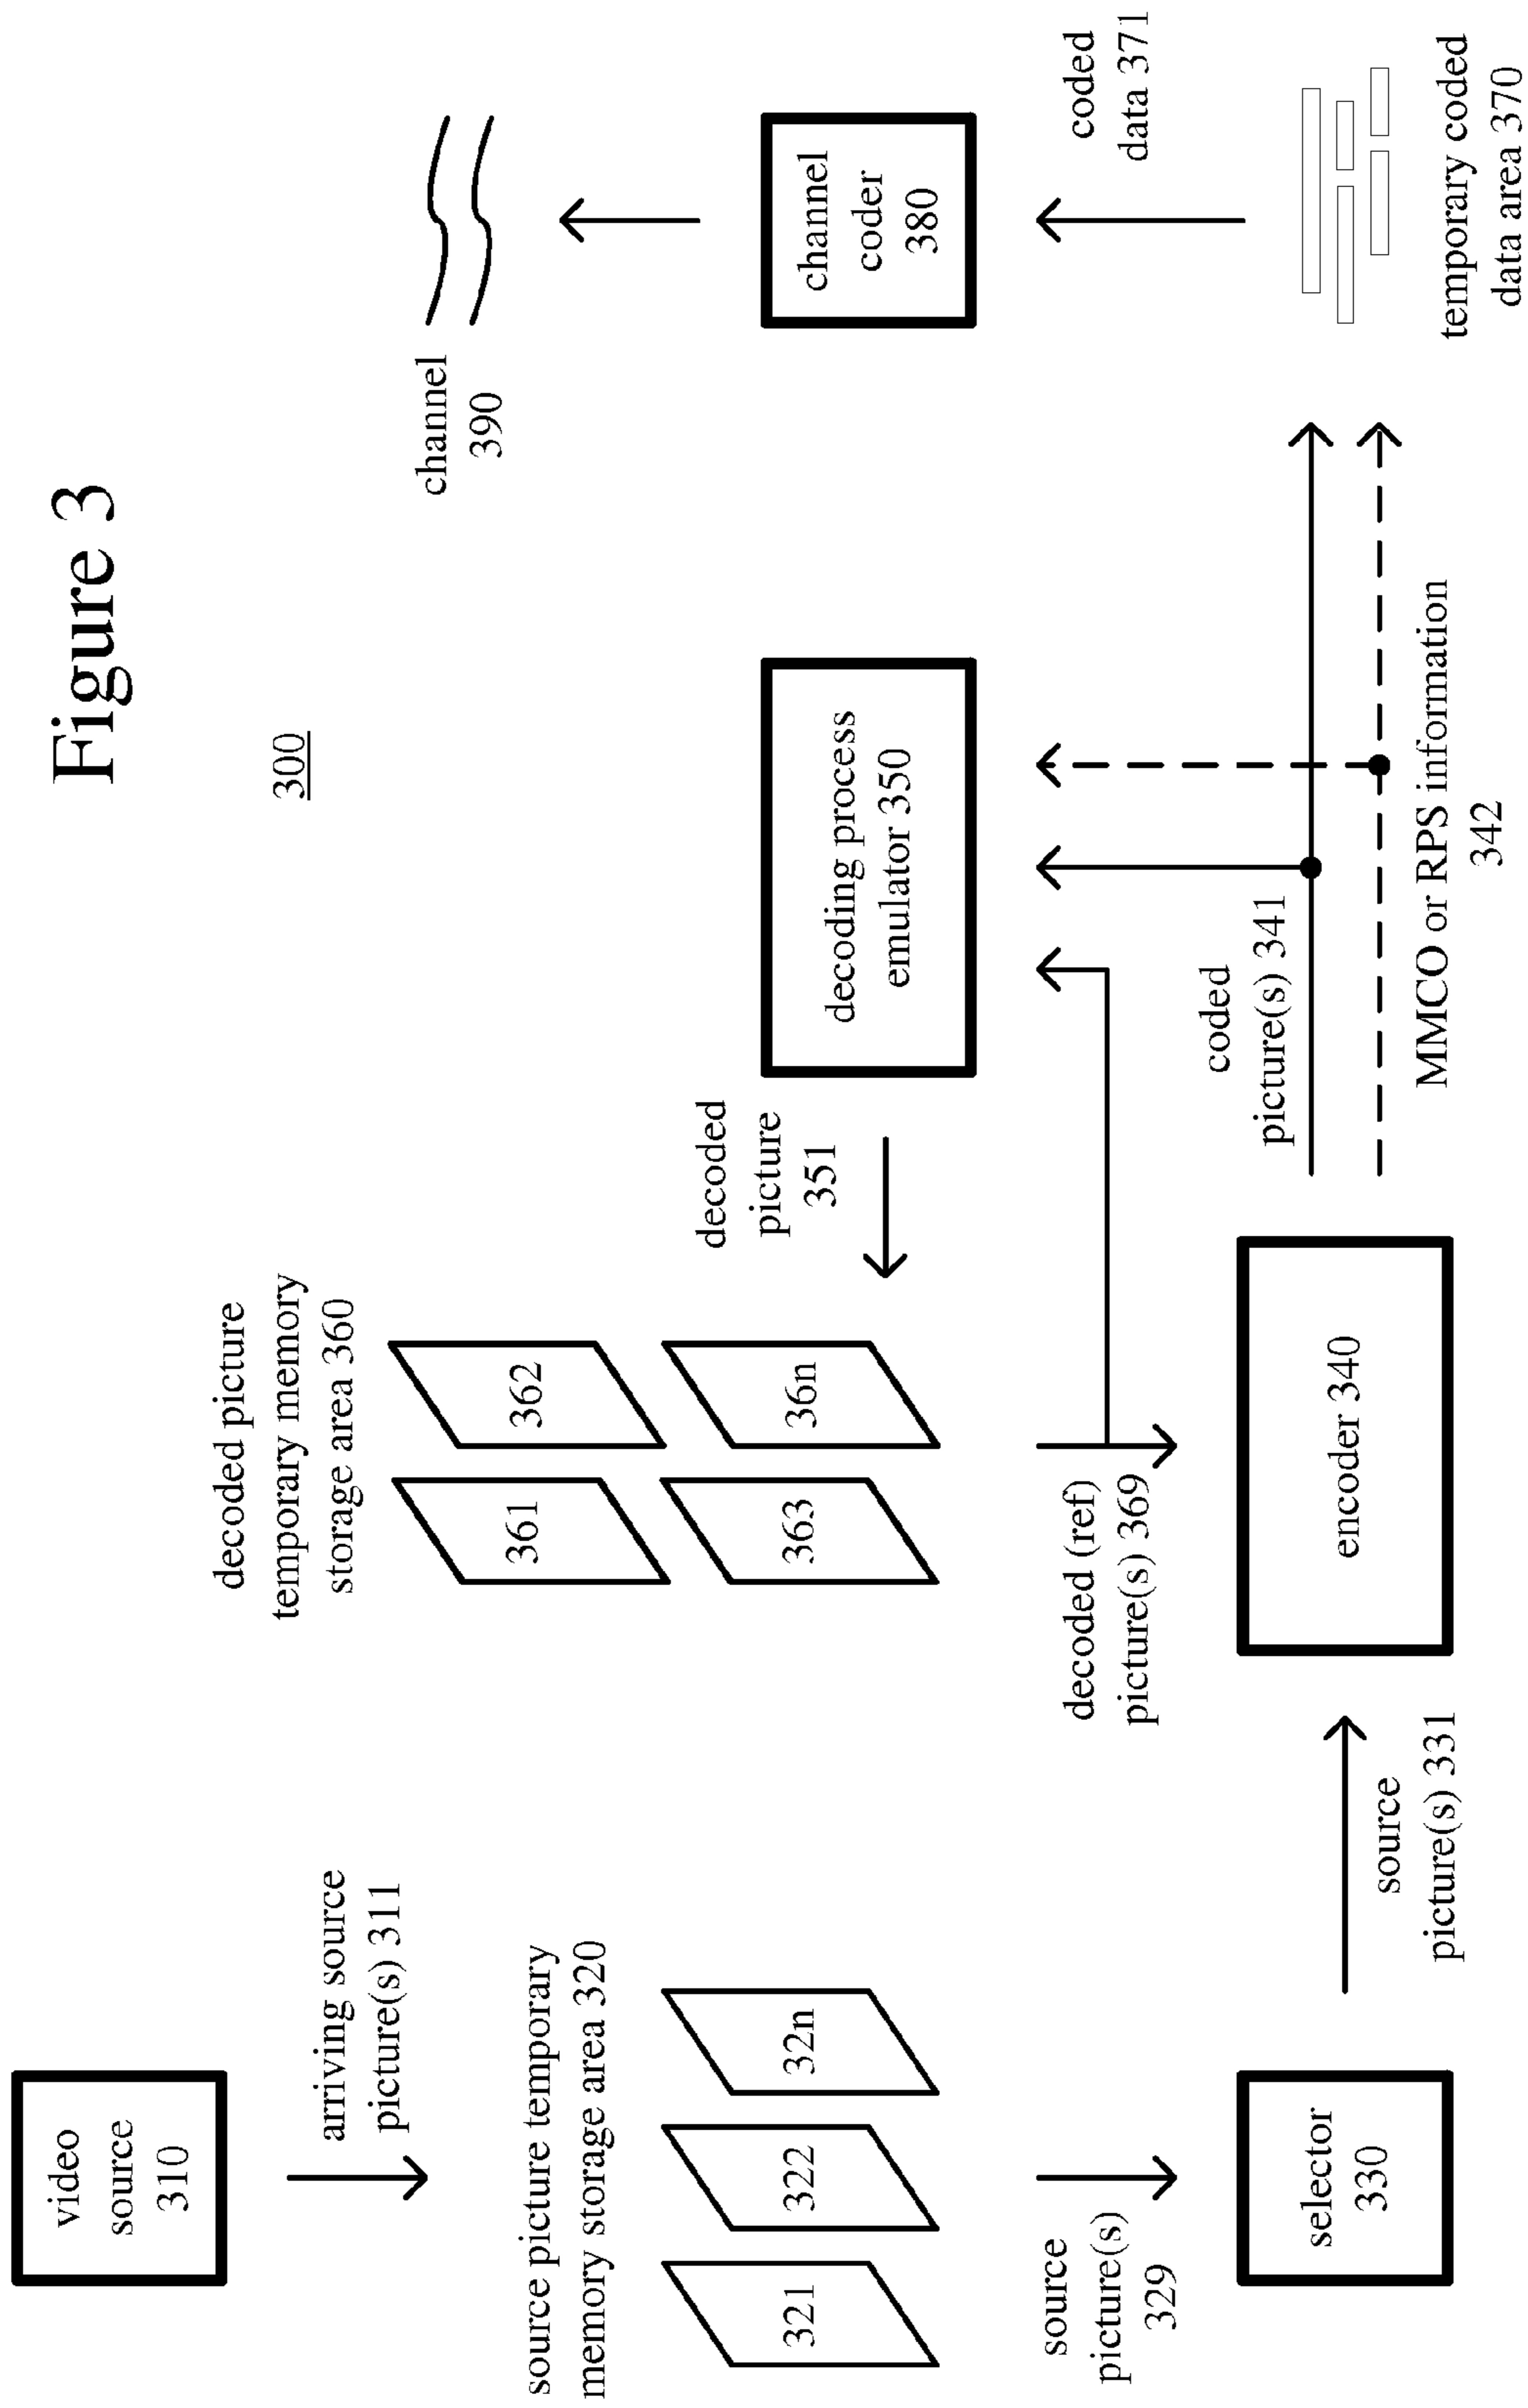 Figure 3
300
video
source
310
arriving source
picture(s) 311
source picture temporary
memory storage area 320
321
322
32n
source
picture(s)
329
selector
330
source
picture(s) 331
decoded picture
temporary memory
storage area 360
361
362
363
36n
decoded (ref)
picture(s) 369
encoder 340
decoded
picture
351
decoding process
emulator 350
coded
picture(s) 341
MMCO or RPS information
342
channel
390
channel
coder
380
coded
data 371
temporary coded
data area 370